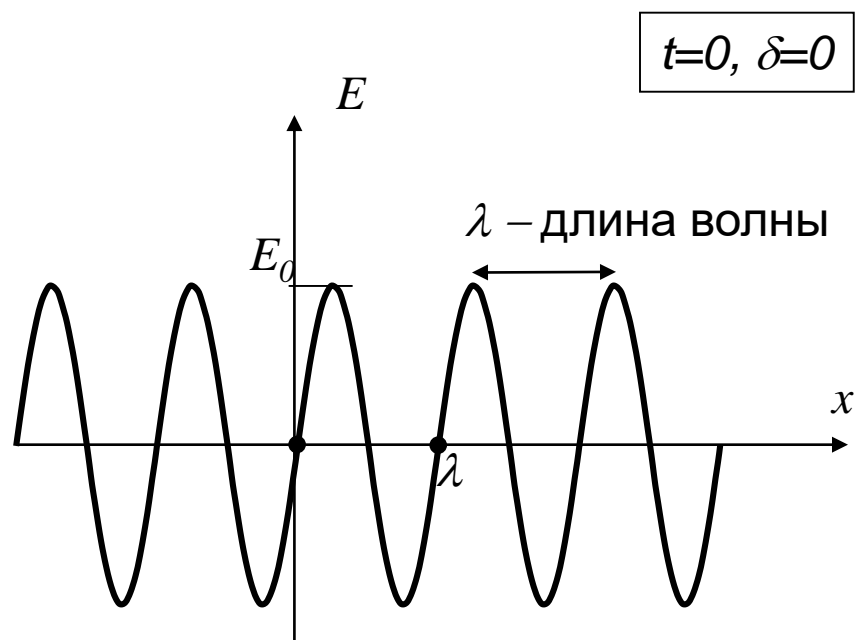 t=0, δ=0
E
λ – длина волны
E₀
x
λ